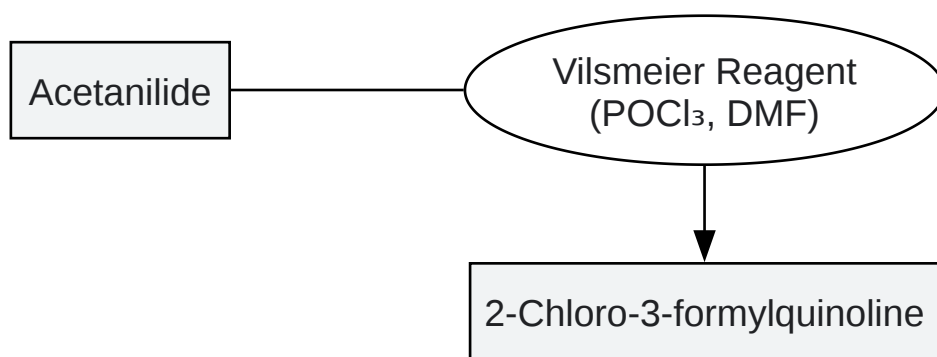 Acetanilide
Vilsmeier Reagent
(POCl₃, DMF)
2-Chloro-3-formylquinoline